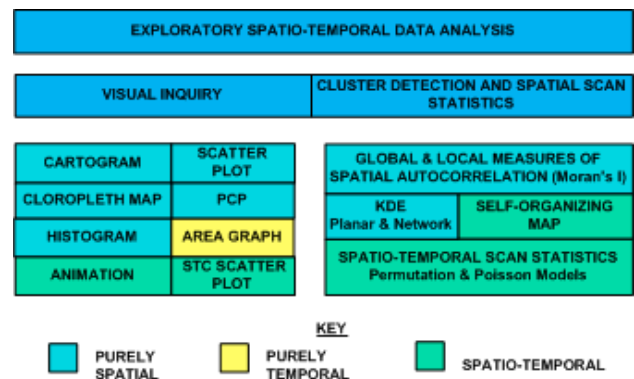 EXPLORATORY SPATIO-TEMPORAL DATA ANALYSIS
VISUAL INQUIRY
CLUSTER DETECTION AND SPATIAL SCAN
STATISTICS
CARTOGRAM
SCATTER
PLOT
CLOROPLETH MAP
PCP
HISTOGRAM
AREA GRAPH
ANIMATION
STC SCATTER
PLOT
GLOBAL & LOCAL MEASURES OF
SPATIAL AUTOCORRELATION (Moran's I)
KDE
Planar & Network
SELF-ORGANIZING
MAP
SPATIO-TEMPORAL SCAN STATISTICS
Permutation & Poisson Models
KEY
PURELY
SPATIAL
PURELY
TEMPORAL
SPATIO-TEMPORAL